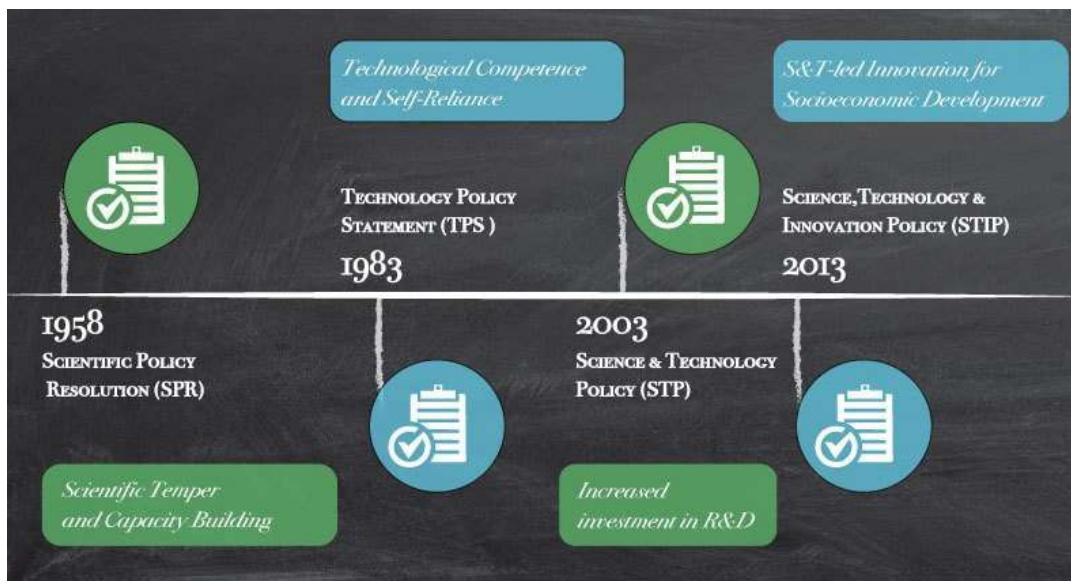 1958
Scientific Policy
Resolution (SPR)
Scientific Temper
and Capacity Building
Technological Competence
and Self-Reliance
Technology Policy
Statement (TPS )
1983
2003
Science & Technology
Policy (STP)
Increased
investment in R&D
S&T-led Innovation for
Socioeconomic Development
Science,Technology &
Innovation Policy (STIP)
2013